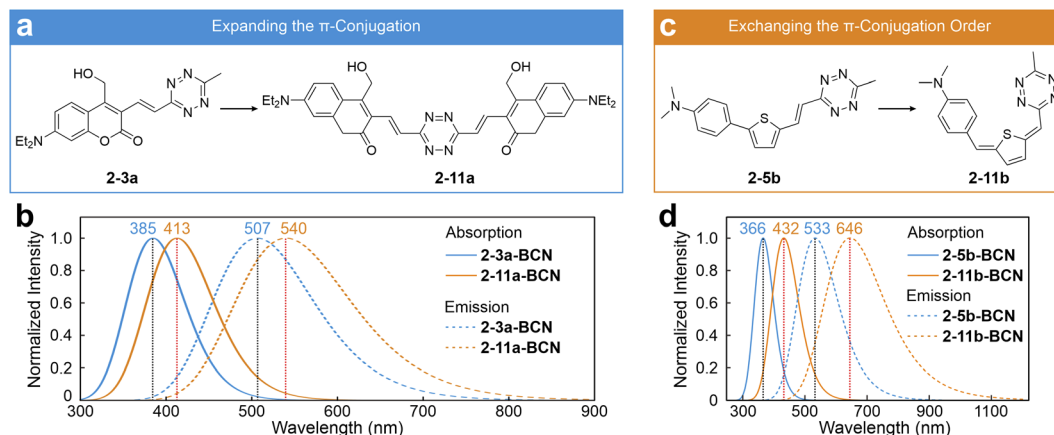 a
Expanding the π-Conjugation
HO
N N
N N
O O
Et2N
2-3a
HO
OH
Et2N
NEt2
N N
N N
O
O
2-11a
c
Exchanging the π-Conjugation Order
N
S
N N
N N
2-5b
N
S
N N
N N
2-11b
b
Normalized Intensity
1.0
0.8
0.6
0.4
0.2
0
385 413 507 540
Absorption
2-3a-BCN
2-11a-BCN
Emission
2-3a-BCN
2-11a-BCN
300 400 500 600 700 800 900
Wavelength (nm)
d
Normalized Intensity
1.0
0.8
0.6
0.4
0.2
0
366 432 533 646
Absorption
2-5b-BCN
2-11b-BCN
Emission
2-5b-BCN
2-11b-BCN
300 500 700 900 1100
Wavelength (nm)